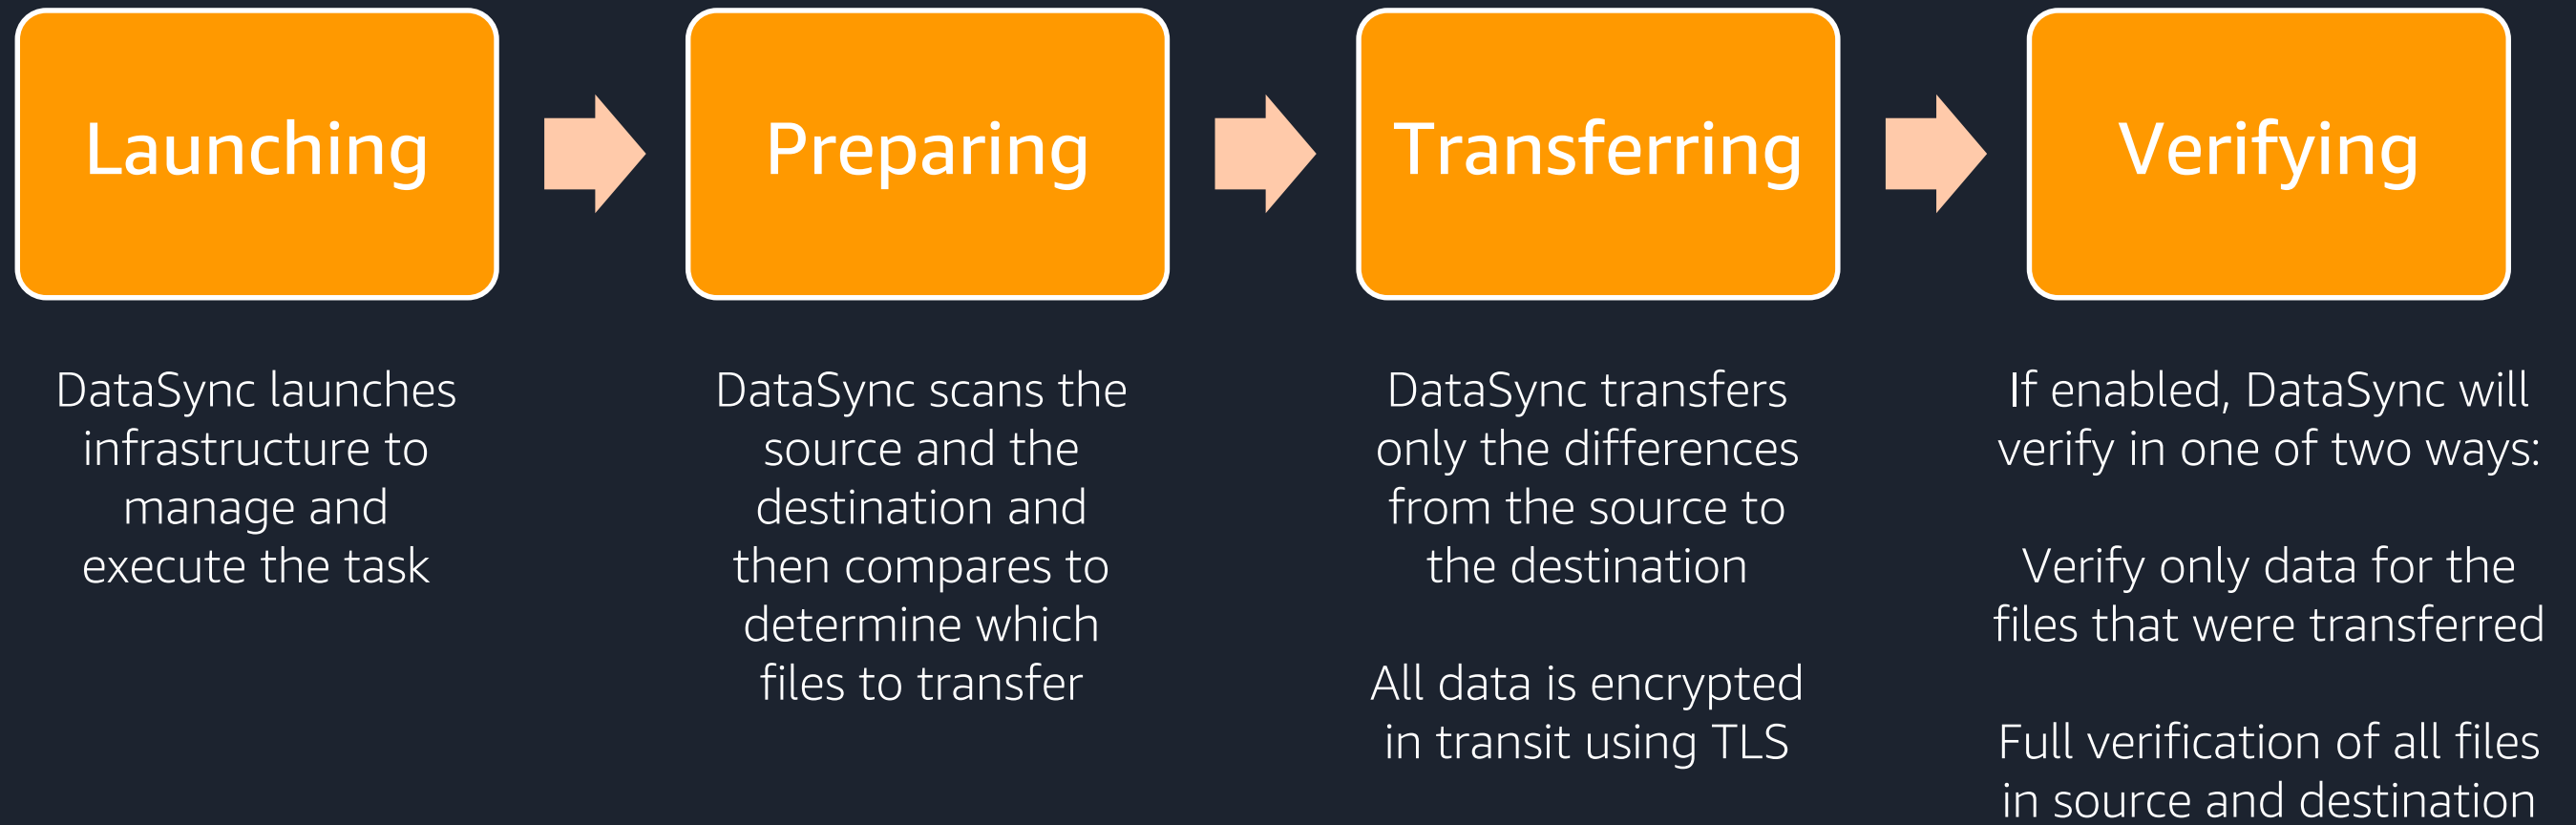 Launching
Preparing
Transferring
Verifying
DataSync launches
infrastructure to
manage and
execute the task
DataSync scans the
source and the
destination and
then compares to
determine which
files to transfer
DataSync transfers
only the differences
from the source to
the destination
All data is encrypted
in transit using TLS
If enabled, DataSync will
verify in one of two ways:
Verify only data for the
files that were transferred
Full verification of all files
in source and destination